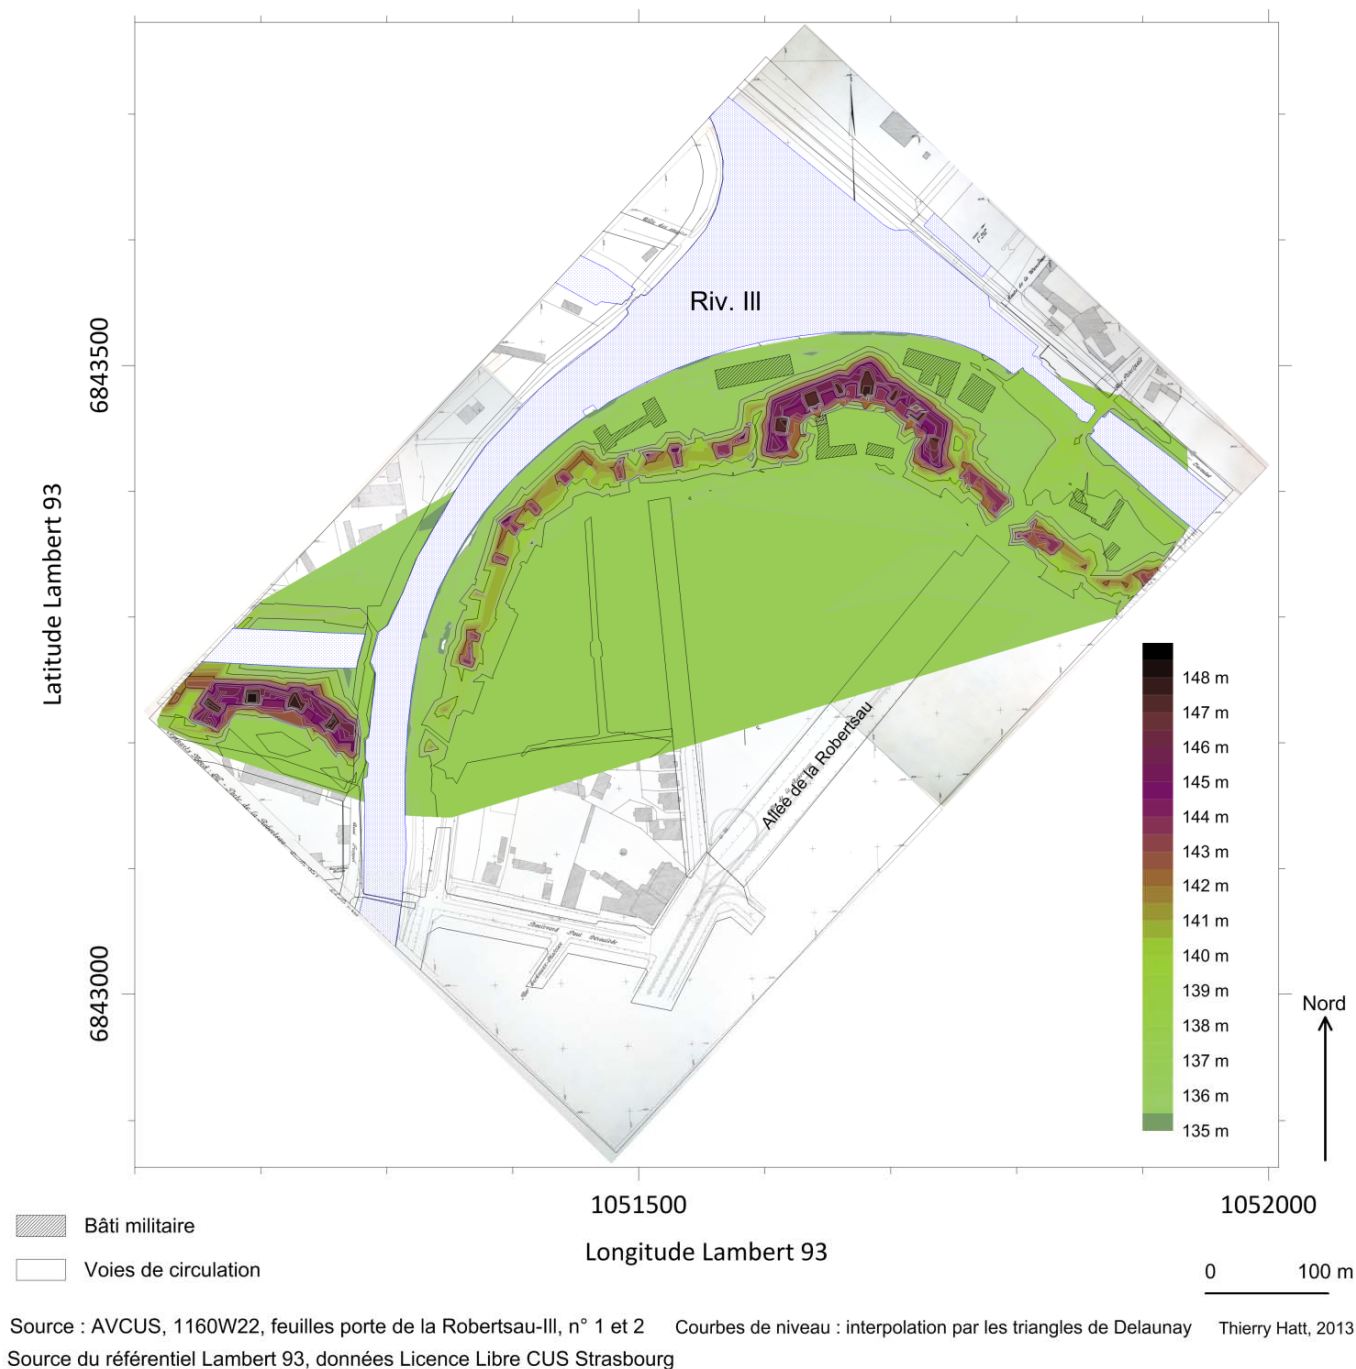 Riv. Ill
6843500
Latitude Lambert 93
6843000
Allée de la Robertsau
148 m
147 m
146 m
145 m
144 m
143 m
142 m
141 m
140 m
139 m
138 m
137 m
136 m
135 m
Nord
Boulevard Paul Déroulède
1051500
1052000
Longitude Lambert 93
Bâti militaire
Voies de circulation
0 100 m
Source : AVCUS, 1160W22, feuilles porte de la Robertsau-Ill, n° 1 et 2 Courbes de niveau : interpolation par les triangles de Delaunay Thierry Hatt, 2013
Source du référentiel Lambert 93, données Licence Libre CUS Strasbourg